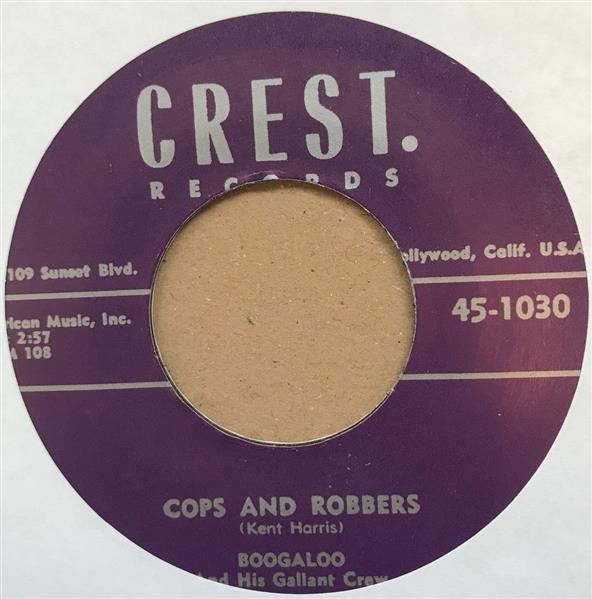 CREST.
RECORDS
109 Sunset Blvd.
ollywood, Calif. U.S.A
rican Music, Inc.
45-1030
2:57
108
COPS AND ROBBERS
(Kent Harris)
BOOGALOO
And His Gallant Crew